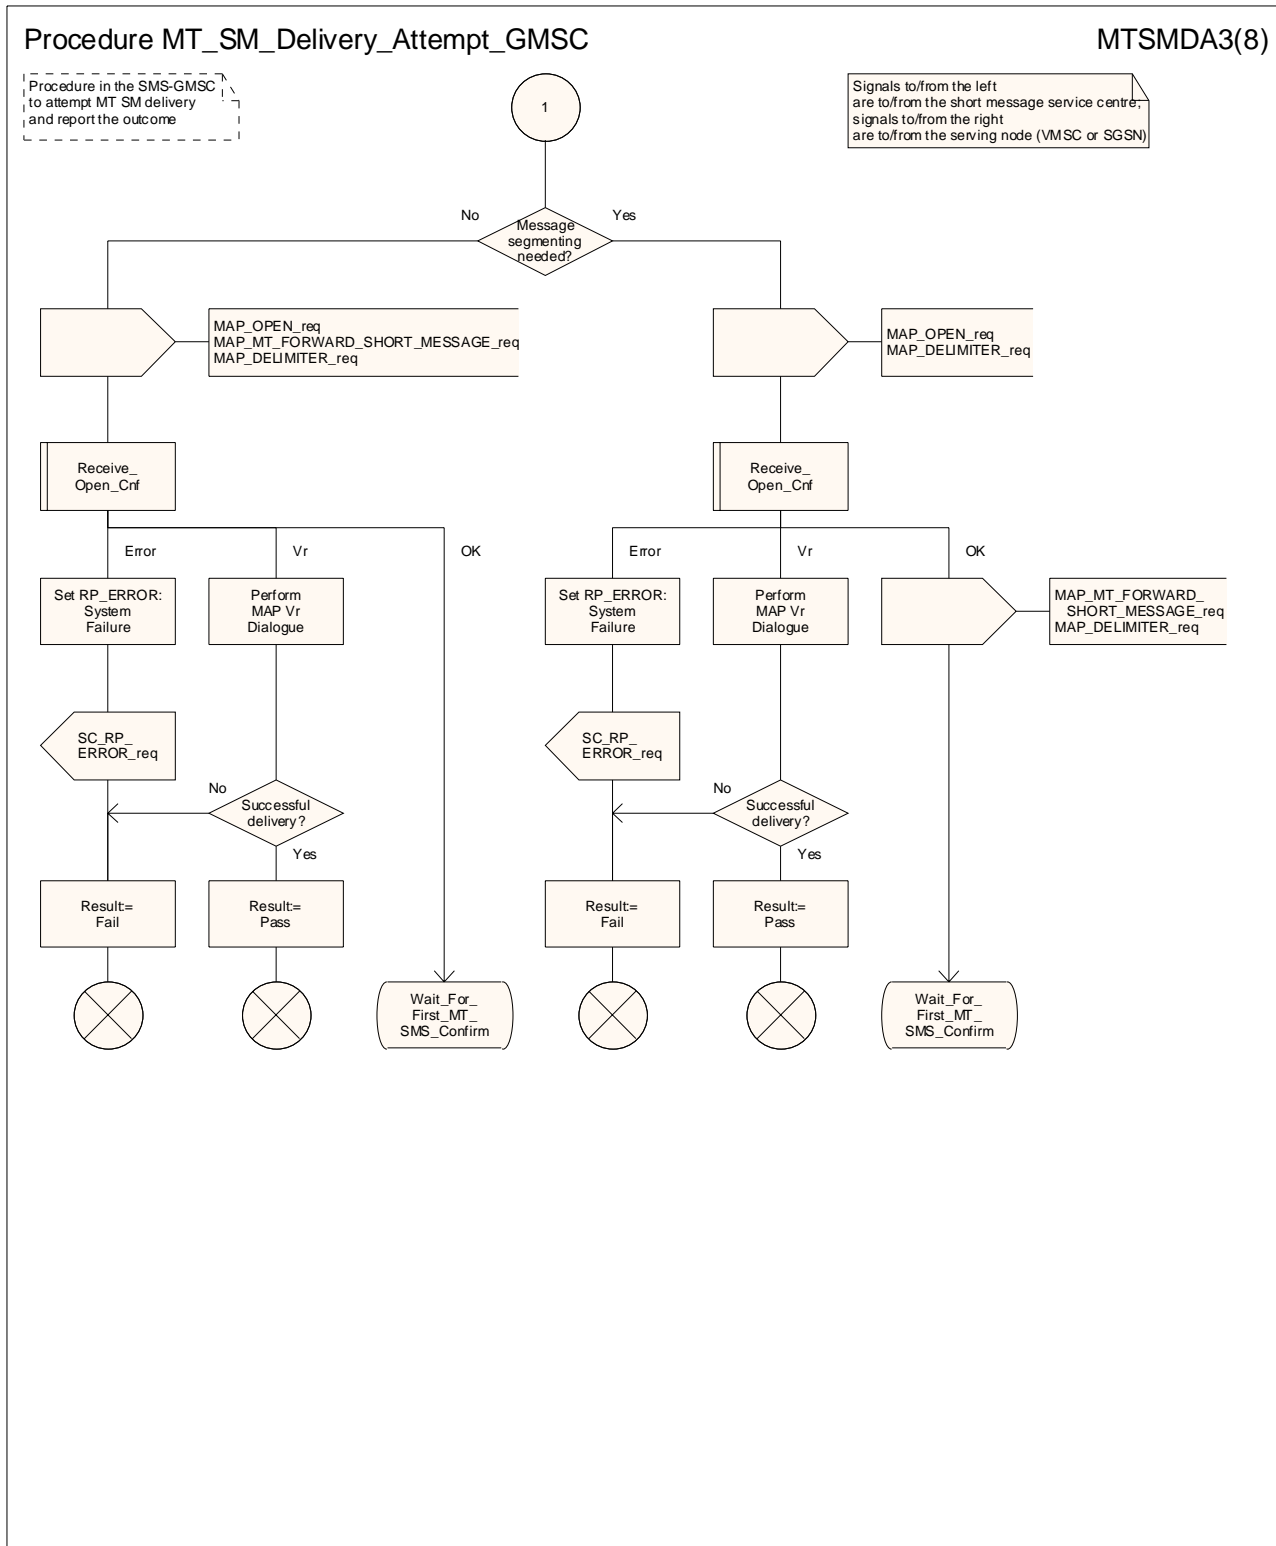 Procedure MT_SM_Delivery_Attempt_GMSC
MTSMDA3(8)
Procedure in the SMS-GMSC
to attempt MT SM delivery
and report the outcome
1
Signals to/from the left
are to/from the short message service centre;
signals to/from the right
are to/from the serving node (VMSC or SGSN)
No
Yes
Message
segmenting
needed?
MAP_OPEN_req
MAP_MT_FORWARD_SHORT_MESSAGE_req
MAP_DELIMITER_req
MAP_OPEN_req
MAP_DELIMITER_req
Receive_
Open_Cnf
Receive_
Open_Cnf
Error
Vr
OK
Error
Vr
OK
Set RP_ERROR:
System
Failure
Perform
MAP Vr
Dialogue
Set RP_ERROR:
System
Failure
Perform
MAP Vr
Dialogue
MAP_MT_FORWARD_
SHORT_MESSAGE_req
MAP_DELIMITER_req
SC_RP_
ERROR_req
SC_RP_
ERROR_req
No
Successful
delivery?
Yes
No
Successful
delivery?
Yes
Result:=
Fail
Result:=
Pass
Result:=
Fail
Result:=
Pass
Wait_For_
First_MT_
SMS_Confirm
Wait_For_
First_MT_
SMS_Confirm